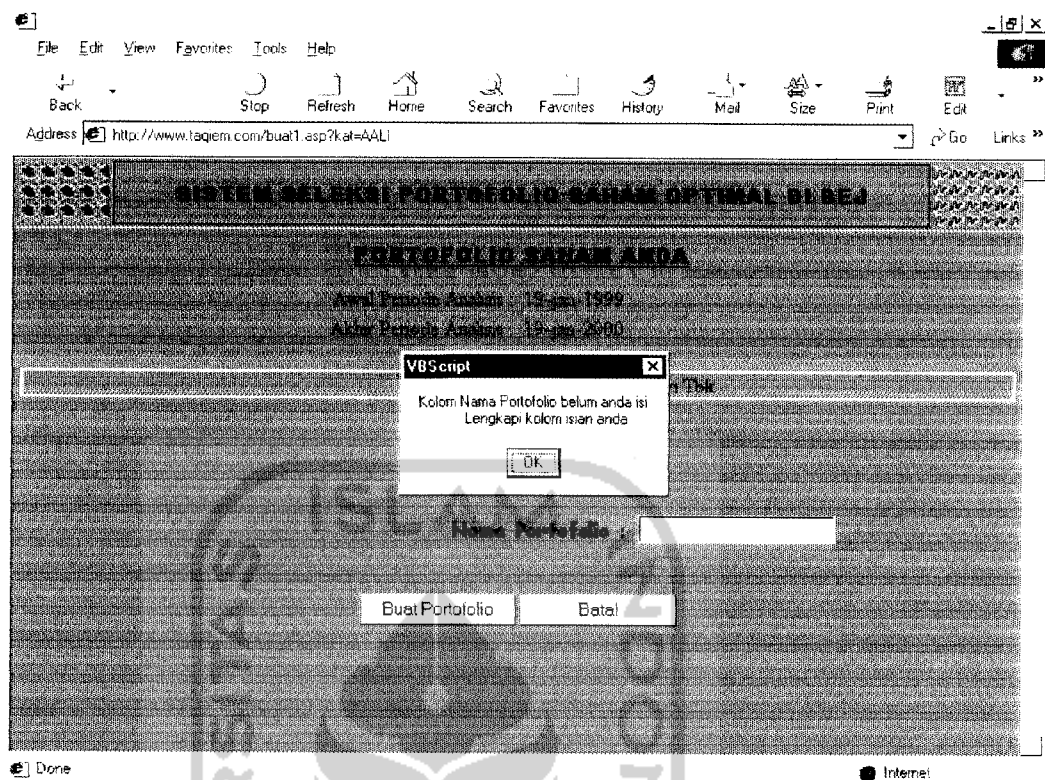 File Edit View Favorites Tools Help
Back Stop Refresh Home Search Favorites History Mail Size Print Edit »
Address http://www.taqiem.com/buat1.asp?kat=AALI Go Links »
SISTEM SELEKSI PORTOFOLIO SAHAM OPTIMAL DI BEJ
PORTOFOLIO SAHAM ANDA
Awal Periode Analisa : 19-jan-1999
Akhir Periode Analisa : 19-jan-2000
VBScript
Tbk
Kolom Nama Portofolio belum anda isi
Lengkapi kolom isian anda
OK
ISLAM
Nama Portofolio :
Buat Portofolio Batal
Done Internet